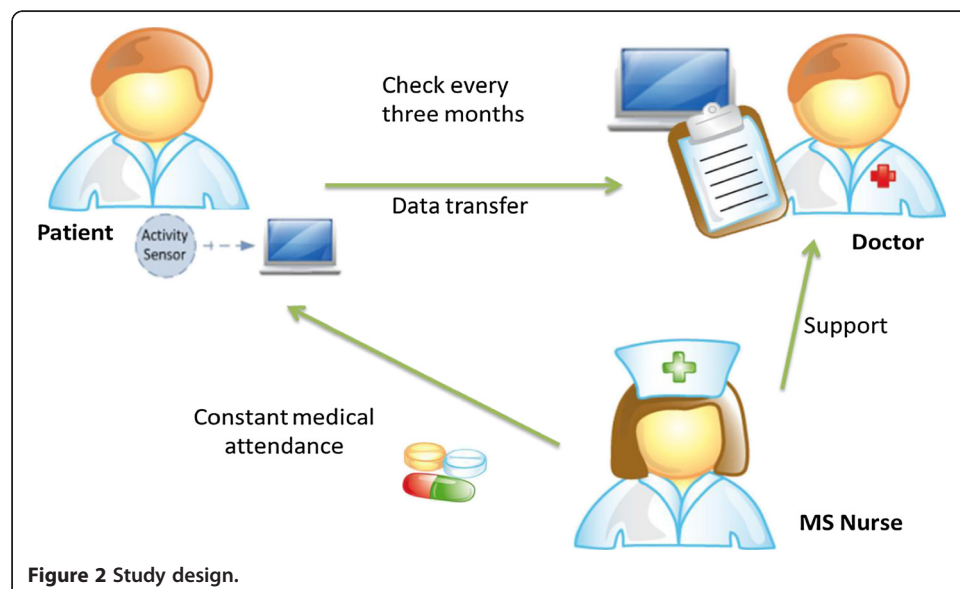 Check every
three months
Data transfer
Patient
Activity
Sensor
Doctor
Support
Constant medical
attendance
MS Nurse
Figure 2 Study design.